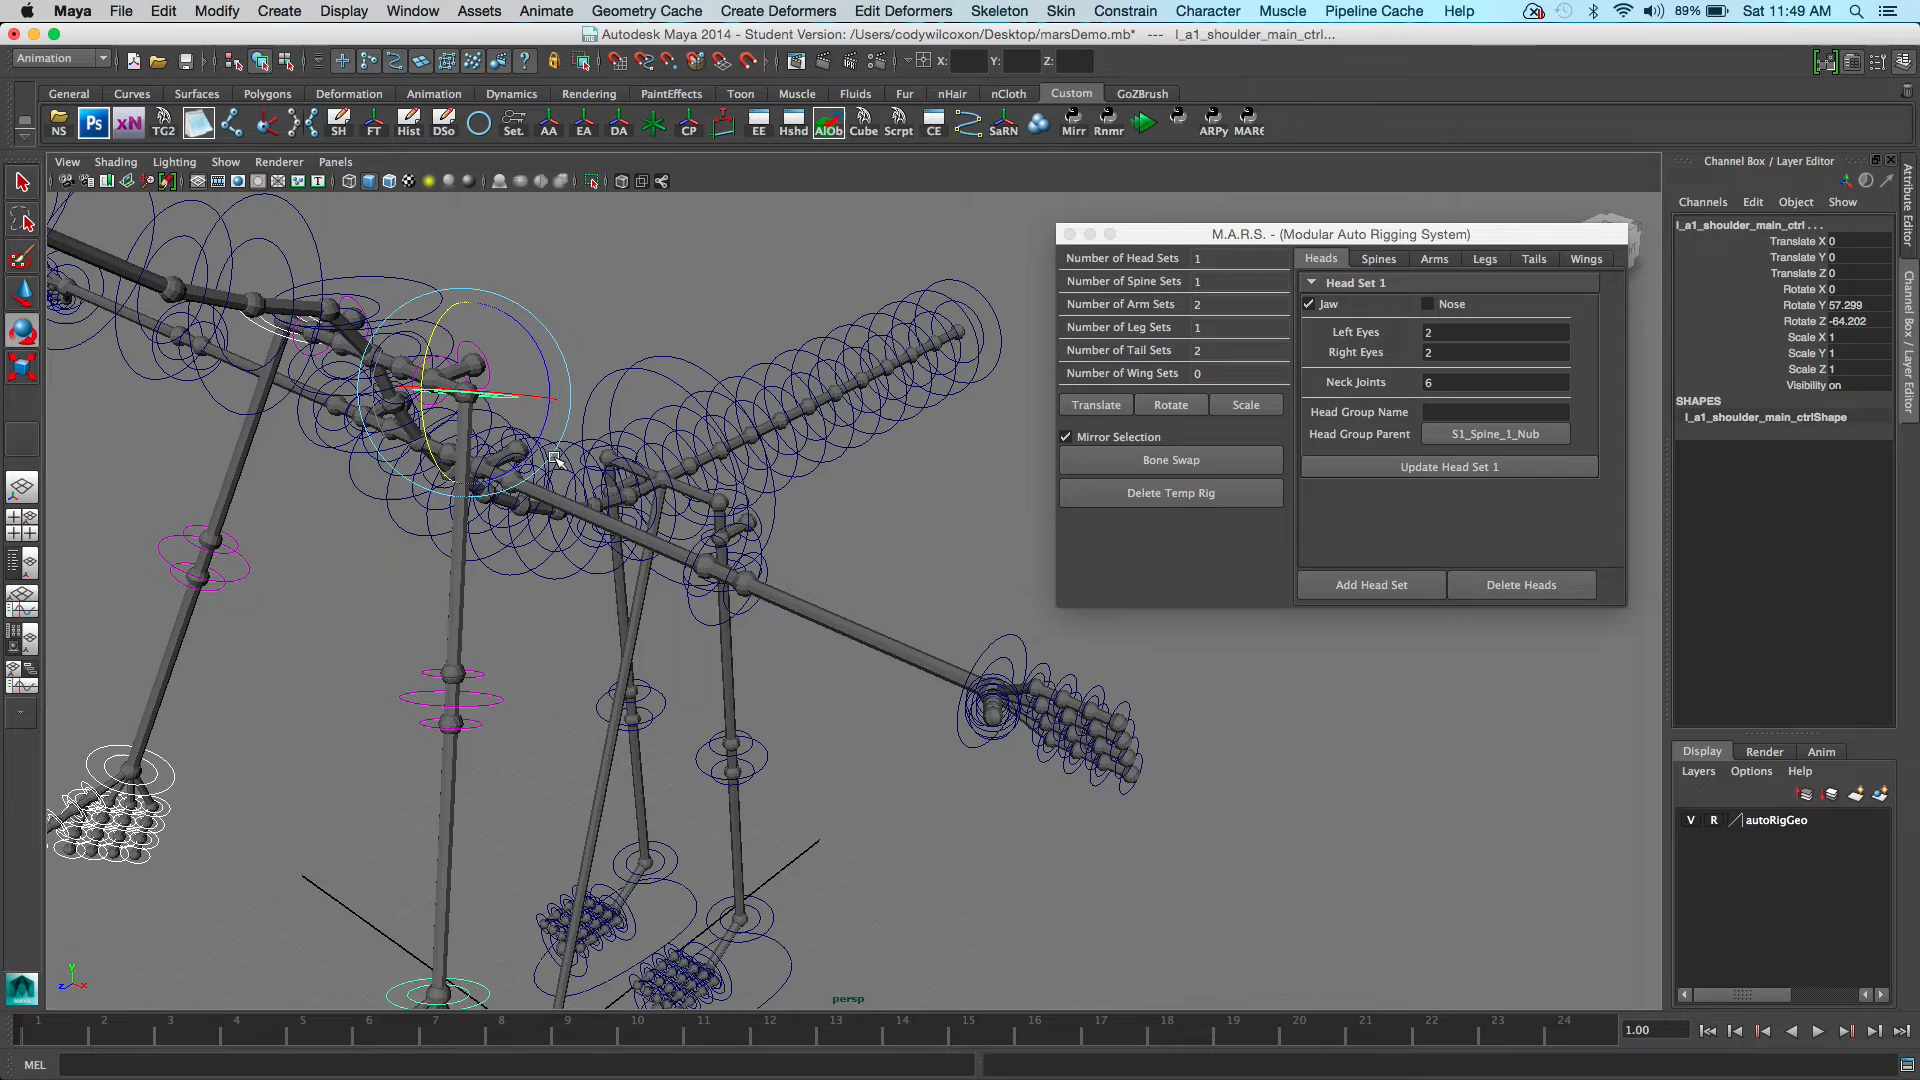 Maya File Edit Modify Create Display Window Assets Animate Geometry Cache Create Deformers Edit Deformers Skeleton Skin Constrain Character Muscle Pipeline Cache Help 89% Sat 11:49 AM
Autodesk Maya 2014 - Student Version: /Users/codywilcoxon/Desktop/marsDemo.mb* --- l_a1_shoulder_main_ctrl...
Animation X: Y: Z:
General Curves Surfaces Polygons Deformation Animation Dynamics Rendering PaintEffects Toon Muscle Fluids Fur nHair nCloth Custom GoZBrush
NS Ps xN TG2 SH FT Hist DSo Set. AA EA DA CP EE Hshd AlOb Cube Scrpt CE SaRN Mirr Rnmr ARPy MARS
View Shading Lighting Show Renderer Panels
Channel Box / Layer Editor
Channels Edit Object Show
l_a1_shoulder_main_ctrl . . .
Translate X 0
Translate Y 0
Translate Z 0
Rotate X 0
Rotate Y 57.299
Rotate Z -64.202
Scale X 1
Scale Y 1
Scale Z 1
Visibility on
SHAPES
l_a1_shoulder_main_ctrlShape
Attribute Editor
Channel Box / Layer Editor
M.A.R.S. - (Modular Auto Rigging System)
Number of Head Sets 1
Number of Spine Sets 1
Number of Arm Sets 2
Number of Leg Sets 1
Number of Tail Sets 2
Number of Wing Sets 0
Translate Rotate Scale
Mirror Selection
Bone Swap
Delete Temp Rig
Heads Spines Arms Legs Tails Wings
Head Set 1
Jaw Nose
Left Eyes 2
Right Eyes 2
Neck Joints 6
Head Group Name
Head Group Parent S1_Spine_1_Nub
Update Head Set 1
Add Head Set Delete Heads
Display Render Anim
Layers Options Help
V R autoRigGeo
y
z x
persp
MAYA
1 2 3 4 5 6 7 8 9 10 11 12 13 14 15 16 17 18 19 20 21 22 23 24 1.00
MEL